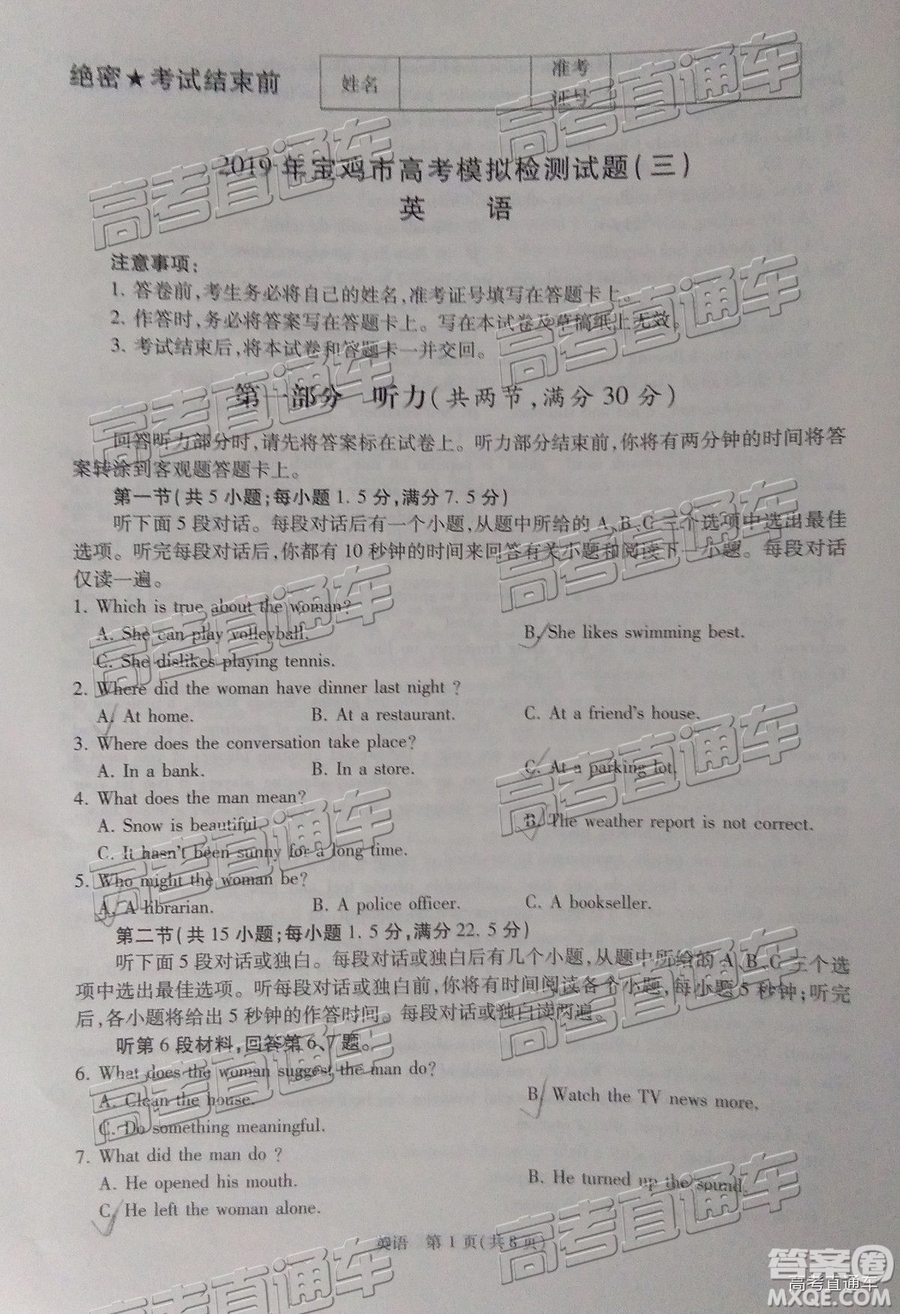 绝密★考试结束前
姓名 准考证号
2019年宝鸡市高考模拟检测试题(三)
英 语
注意事项:
1. 答卷前,考生务必将自己的姓名,准考证号填写在答题卡上。
2. 作答时,务必将答案写在答题卡上。写在本试卷及草稿纸上无效。
3. 考试结束后,将本试卷和答题卡一并交回。
第一部分 听力(共两节,满分30分)
回答听力部分时,请先将答案标在试卷上。听力部分结束前,你将有两分钟的时间将答
案转涂到客观题答题卡上。
第一节(共5小题;每小题1.5分,满分7.5分)
听下面5段对话。每段对话后有一个小题,从题中所给的A、B、C三个选项中选出最佳
选项。听完每段对话后,你都有10秒钟的时间来回答有关小题和阅读下一小题。每段对话
仅读一遍。
1. Which is true about the woman?
A. She can play volleyball. B. She likes swimming best.
C. She dislikes playing tennis.
2. Where did the woman have dinner last night ?
A. At home. B. At a restaurant. C. At a friend's house.
3. Where does the conversation take place?
A. In a bank. B. In a store. C. At a parking lot.
4. What does the man mean?
A. Snow is beautiful. B. The weather report is not correct.
C. It hasn't been sunny for a long time.
5. Who might the woman be?
A. A librarian. B. A police officer. C. A bookseller.
第二节(共15小题;每小题1.5分,满分22.5分)
听下面5段对话或独白。每段对话或独白后有几个小题,从题中所给的A、B、C三个选
项中选出最佳选项。听每段对话或独白前,你将有时间阅读各个小题,每小题5秒钟;听完
后,各小题将给出5秒钟的作答时间。每段对话或独白读两遍。
听第6段材料,回答第6、7题。
6. What does the woman suggest the man do?
A. Clean the house. B. Watch the TV news more.
C. Do something meaningful.
7. What did the man do ?
A. He opened his mouth. B. He turned up the sound.
C. He left the woman alone.
英语 第1页(共8页)
高考直通车
答案圈
MXQE.COM
高考直通车